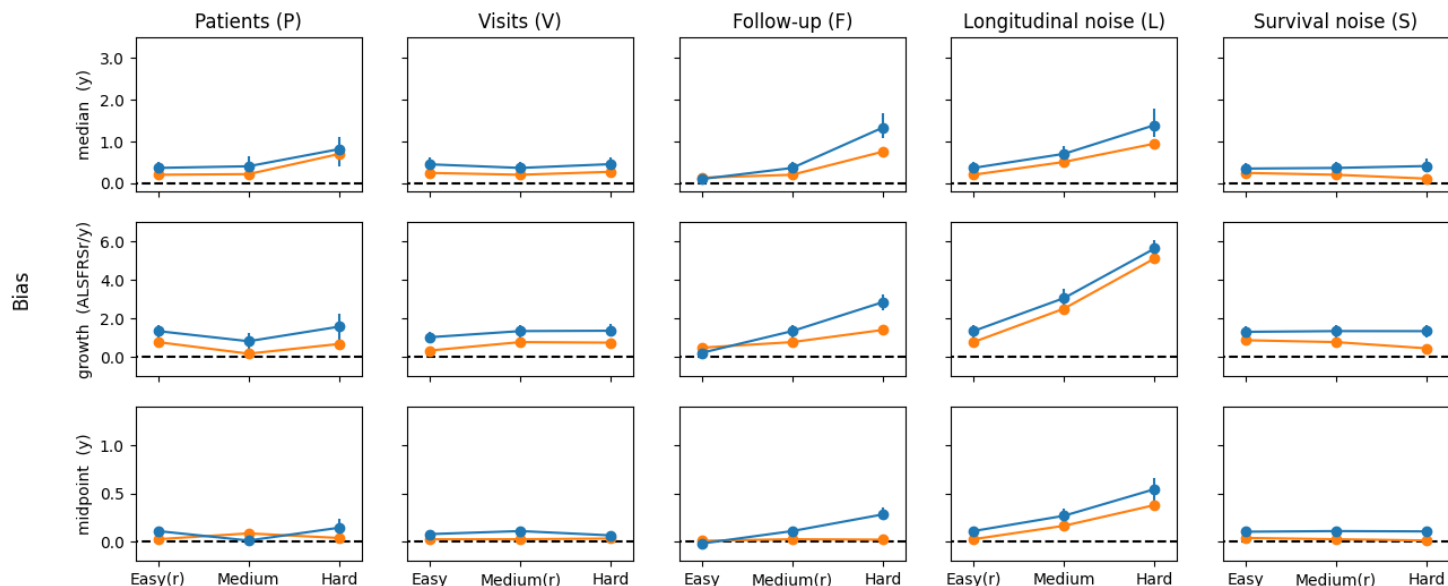 Patients (P) Visits (V) Follow-up (F) Longitudinal noise (L) Survival noise (S)
median (y)
3.0
2.0
1.0
0.0
growth (ALSFRSr/y)
6.0
4.0
2.0
0.0
Bias
midpoint (y)
1.0
0.5
0.0
Easy(r) Medium Hard Easy Medium(r) Hard Easy Medium(r) Hard Easy(r) Medium Hard Easy Medium(r) Hard